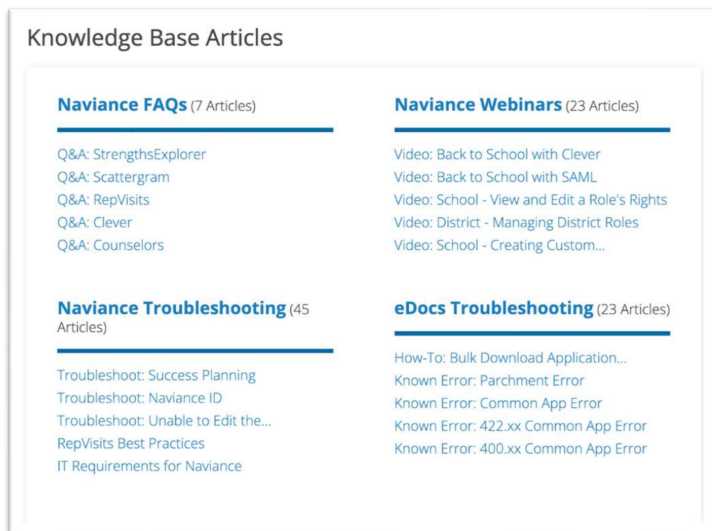 Knowledge Base Articles
Naviance FAQs (7 Articles)
Q&A: StrengthsExplorer
Q&A: Scattergram
Q&A: RepVisits
Q&A: Clever
Q&A: Counselors
Naviance Webinars (23 Articles)
Video: Back to School with Clever
Video: Back to School with SAML
Video: School - View and Edit a Role's Rights
Video: District - Managing District Roles
Video: School - Creating Custom...
Naviance Troubleshooting (45
Articles)
Troubleshoot: Success Planning
Troubleshoot: Naviance ID
Troubleshoot: Unable to Edit the...
RepVisits Best Practices
IT Requirements for Naviance
eDocs Troubleshooting (23 Articles)
How-To: Bulk Download Application...
Known Error: Parchment Error
Known Error: Common App Error
Known Error: 422.xx Common App Error
Known Error: 400.xx Common App Error